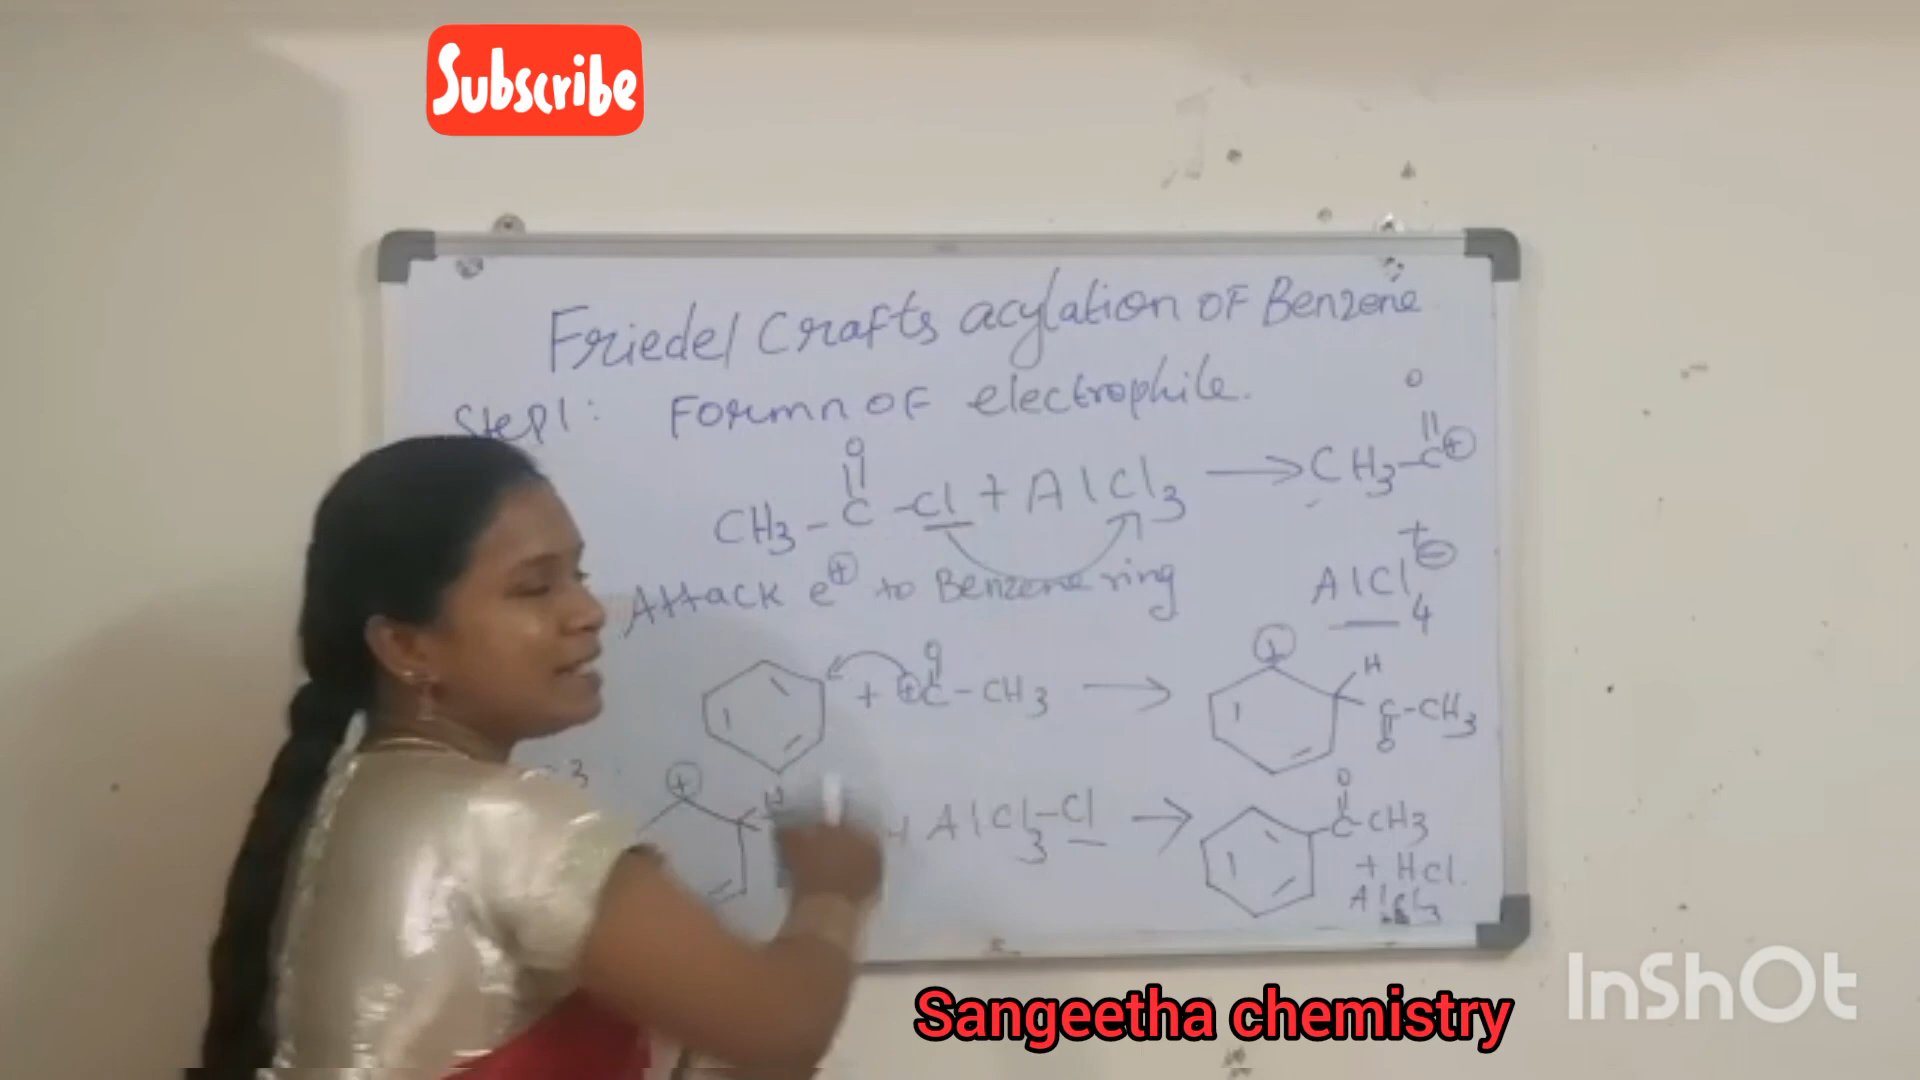 Subscribe
Friedel Crafts acylation of Benzene
Step1: Formn of electrophile.
O
||
CH3-C-Cl + AlCl3 → CH3-C⊕
O
||
+
AlCl4⊖
Attack e⊕ to Benzene ring
+ ⊕C-CH3 →
O
||
⊕
H
C-CH3
||
O
3
⊕
H
+ AlCl3-Cl →
O
||
C-CH3
+ HCl.
AlCl3
Sangeetha chemistry
InShOt